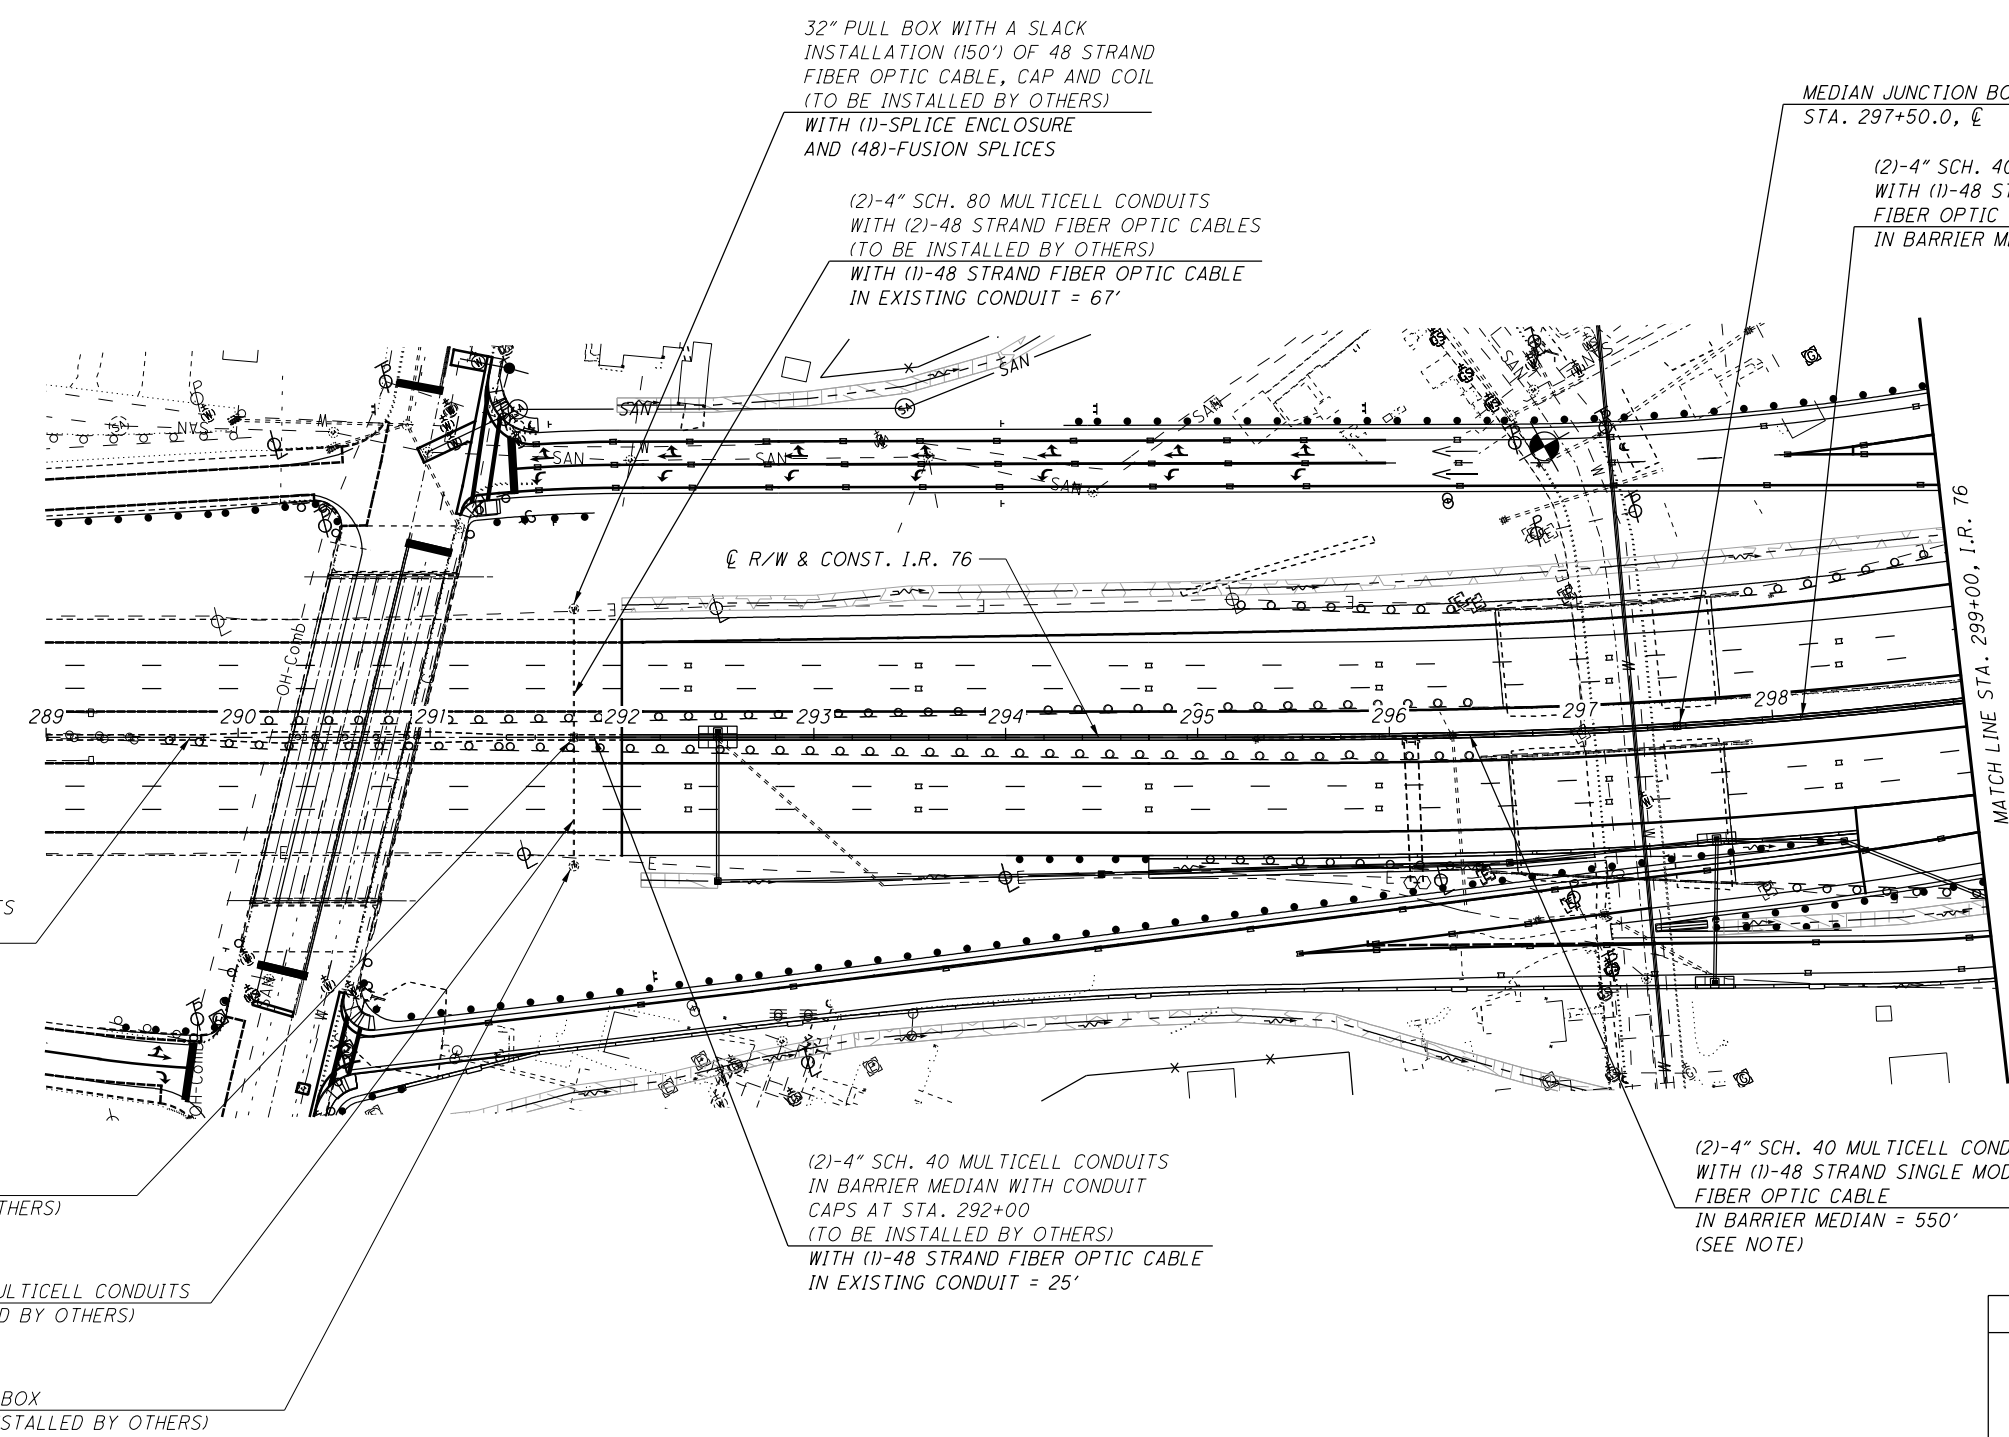 32" PULL BOX WITH A SLACK
INSTALLATION (150') OF 48 STRAND
FIBER OPTIC CABLE, CAP AND COIL
(TO BE INSTALLED BY OTHERS)
WITH (1)-SPLICE ENCLOSURE
AND (48)-FUSION SPLICES
(2)-4" SCH. 80 MULTICELL CONDUITS
WITH (2)-48 STRAND FIBER OPTIC CABLES
(TO BE INSTALLED BY OTHERS)
WITH (1)-48 STRAND FIBER OPTIC CABLE
IN EXISTING CONDUIT = 67'
MEDIAN JUNCTION BO
STA. 297+50.0, ℄
(2)-4" SCH. 40
WITH (1)-48 ST
FIBER OPTIC
IN BARRIER M
SAN
SAN
SAN
SAN
SAN
SAN
SAN
℄ R/W & CONST. I.R. 76
MATCH LINE STA. 299+00, I.R. 76
OH-Comb
289 290 291 292 293 294 295 296 297 298
TS
SAN
OH-Comb
THERS)
ULTICELL CONDUITS
D BY OTHERS)
BOX
STALLED BY OTHERS)
(2)-4" SCH. 40 MULTICELL CONDUITS
IN BARRIER MEDIAN WITH CONDUIT
CAPS AT STA. 292+00
(TO BE INSTALLED BY OTHERS)
WITH (1)-48 STRAND FIBER OPTIC CABLE
IN EXISTING CONDUIT = 25'
(2)-4" SCH. 40 MULTICELL COND
WITH (1)-48 STRAND SINGLE MOD
FIBER OPTIC CABLE
IN BARRIER MEDIAN = 550'
(SEE NOTE)